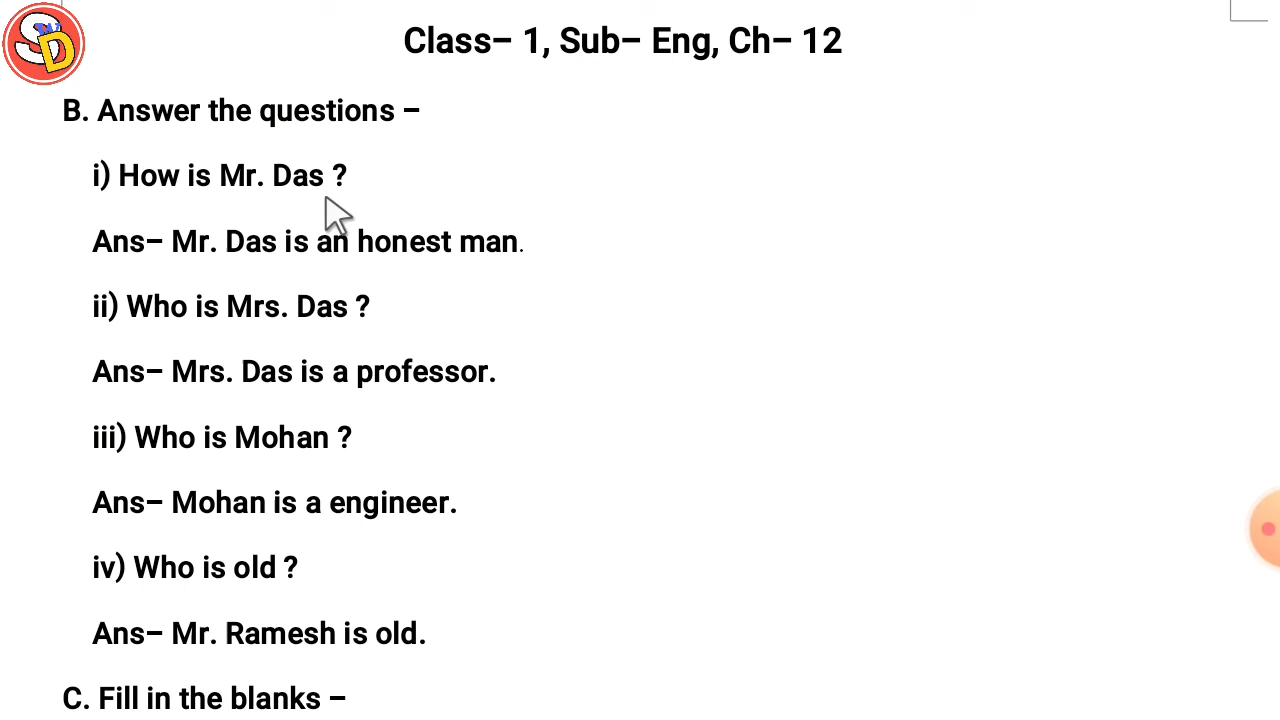 SD
Class– 1, Sub– Eng, Ch– 12
B. Answer the questions –
i) How is Mr. Das ?
Ans– Mr. Das is an honest man.
ii) Who is Mrs. Das ?
Ans– Mrs. Das is a professor.
iii) Who is Mohan ?
Ans– Mohan is a engineer.
iv) Who is old ?
Ans– Mr. Ramesh is old.
C. Fill in the blanks –